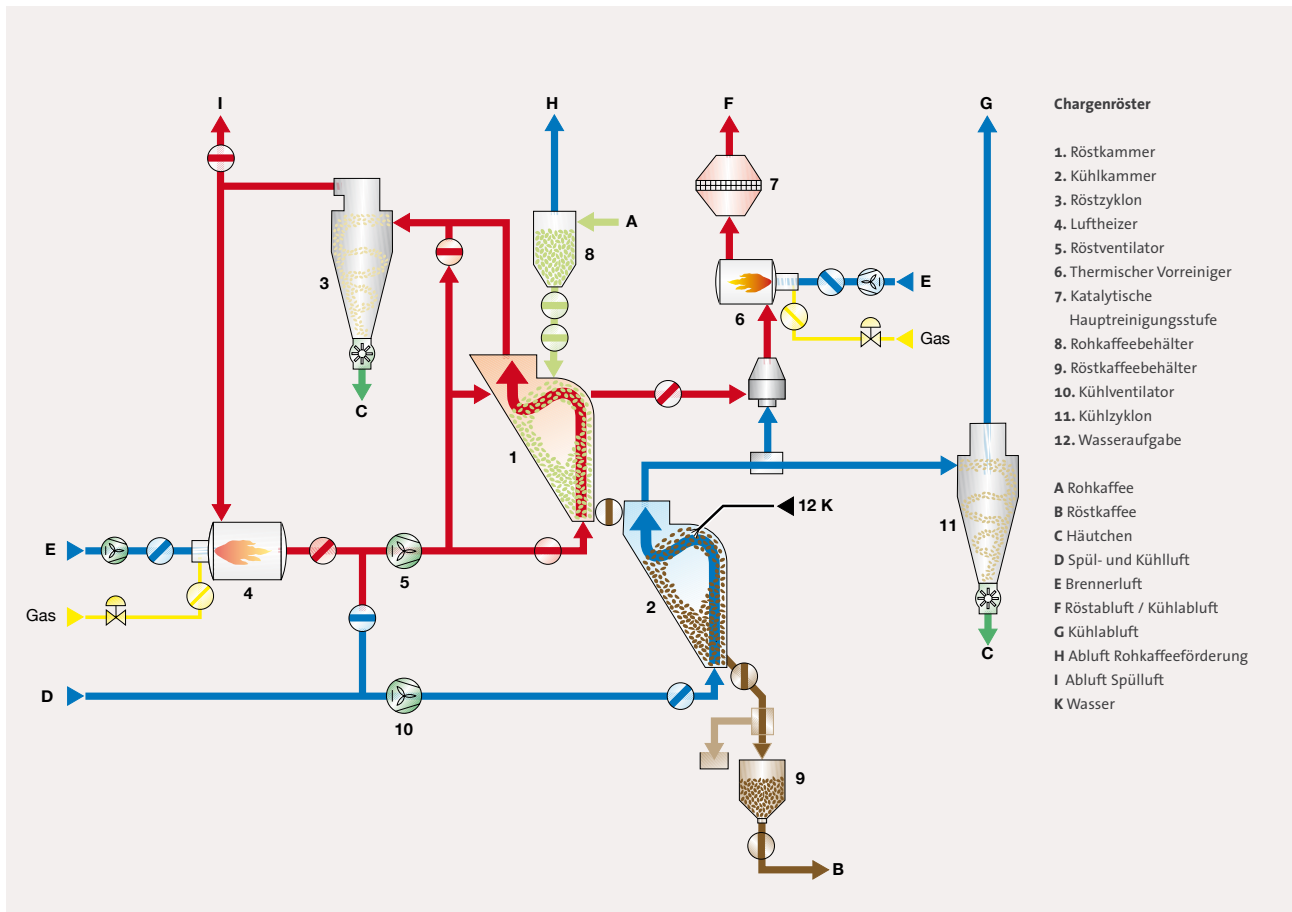 I
H
F
G
7
A
8
3
E
6
Gas
C
1
12 K
11
E
5
4
2
Gas
C
D
10
9
B
Chargenröster
1. Röstkammer
2. Kühlkammer
3. Röstzyklon
4. Luftheizer
5. Röstventilator
6. Thermischer Vorreiniger
7. Katalytische
Hauptreinigungsstufe
8. Rohkaffeebehälter
9. Röstkaffeebehälter
10. Kühlventilator
11. Kühlzyklon
12. Wasseraufgabe
A Rohkaffee
B Röstkaffee
C Häutchen
D Spül- und Kühlluft
E Brennerluft
F Röstabluft / Kühlabluft
G Kühlabluft
H Abluft Rohkaffeeförderung
I Abluft Spülluft
K Wasser